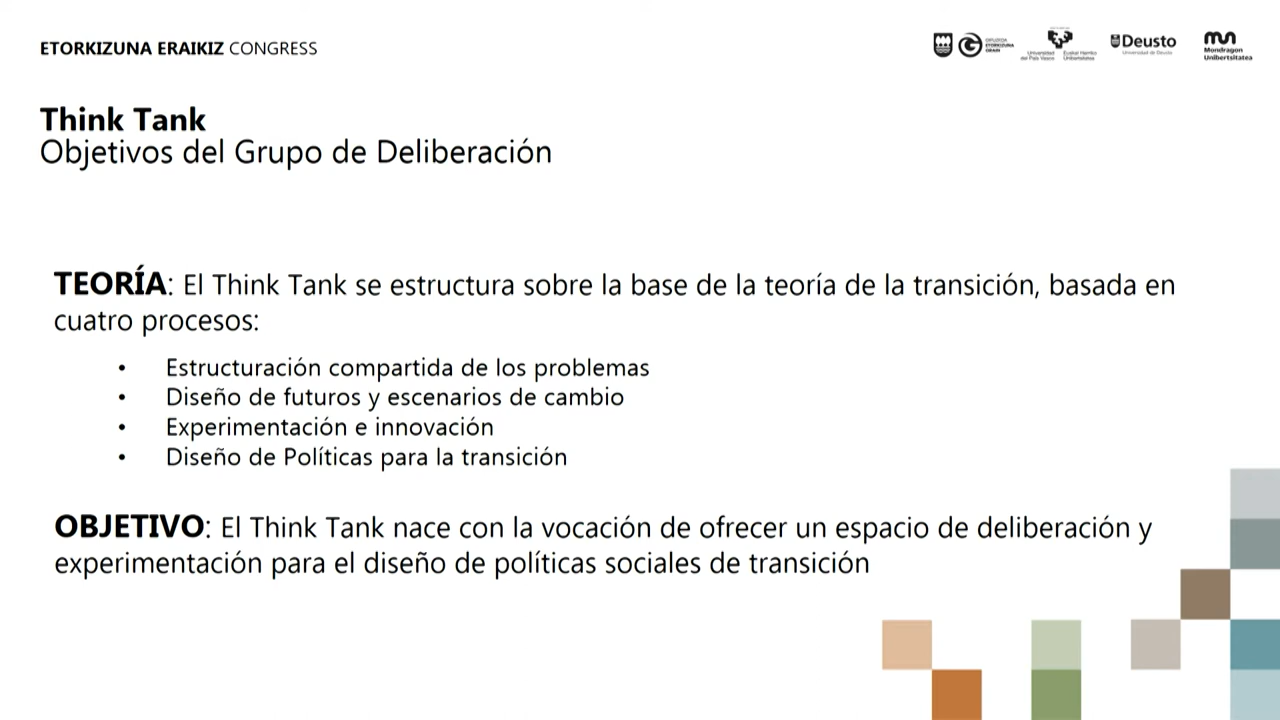 ETORKIZUNA ERAIKIZ CONGRESS
Deusto
Universidad de Deusto
Mondragon
Unibertsitatea
Think Tank
Objetivos del Grupo de Deliberación
TEORÍA: El Think Tank se estructura sobre la base de la teoría de la transición, basada en
cuatro procesos:
• Estructuración compartida de los problemas
• Diseño de futuros y escenarios de cambio
• Experimentación e innovación
• Diseño de Políticas para la transición
OBJETIVO: El Think Tank nace con la vocación de ofrecer un espacio de deliberación y
experimentación para el diseño de políticas sociales de transición